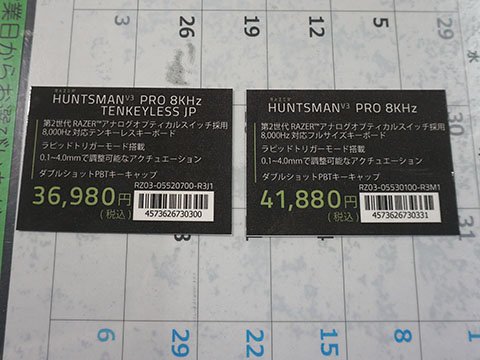 RAZER
HUNTSMAN V3 PRO 8KHz
TENKEYLESS JP
第2世代 RAZER™アナログオプティカルスイッチ採用
8,000Hz 対応テンキーレスキーボード
ラピッドトリガーモード搭載
0.1~4.0mmで調整可能なアクチュエーション
ダブルショットPBTキーキャップ
RZ03-05520700-R3J1
36,980円
(税込)
4573626730300
RAZER
HUNTSMAN V3 PRO 8KHz
第2世代 RAZER™アナログオプティカルスイッチ採用
8,000Hz 対応フルサイズキーボード
ラピッドトリガーモード搭載
0.1~4.0mmで調整可能なアクチュエーション
ダブルショットPBTキーキャップ
RZ03-05530100-R3M1
41,880円
(税込)
4573626730331
3
12
5
26
19
12
29
水
30
31
6
29
22
15
8
1